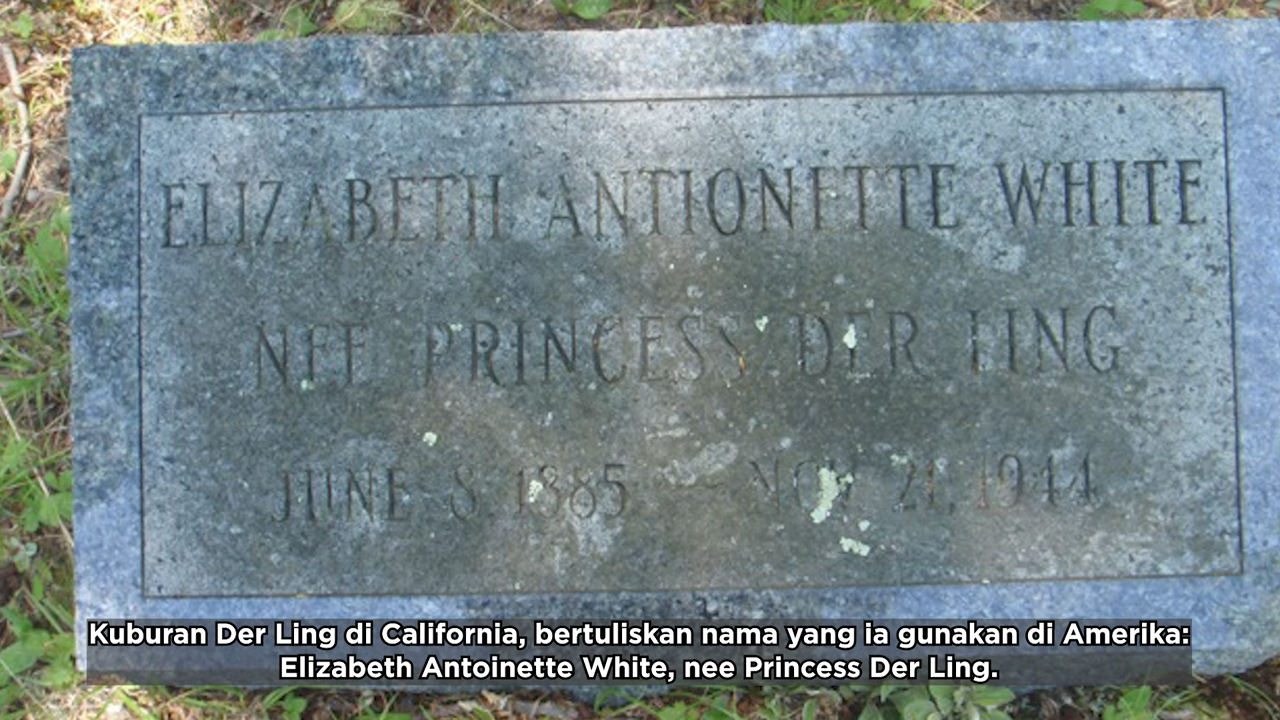 ELIZABETH ANTIONETTE WHITE
NEE PRINCESS DER LING
JUNE 8 1885 — NOV 21, 1944
Kuburan Der Ling di California, bertuliskan nama yang ia gunakan di Amerika:
Elizabeth Antoinette White, nee Princess Der Ling.